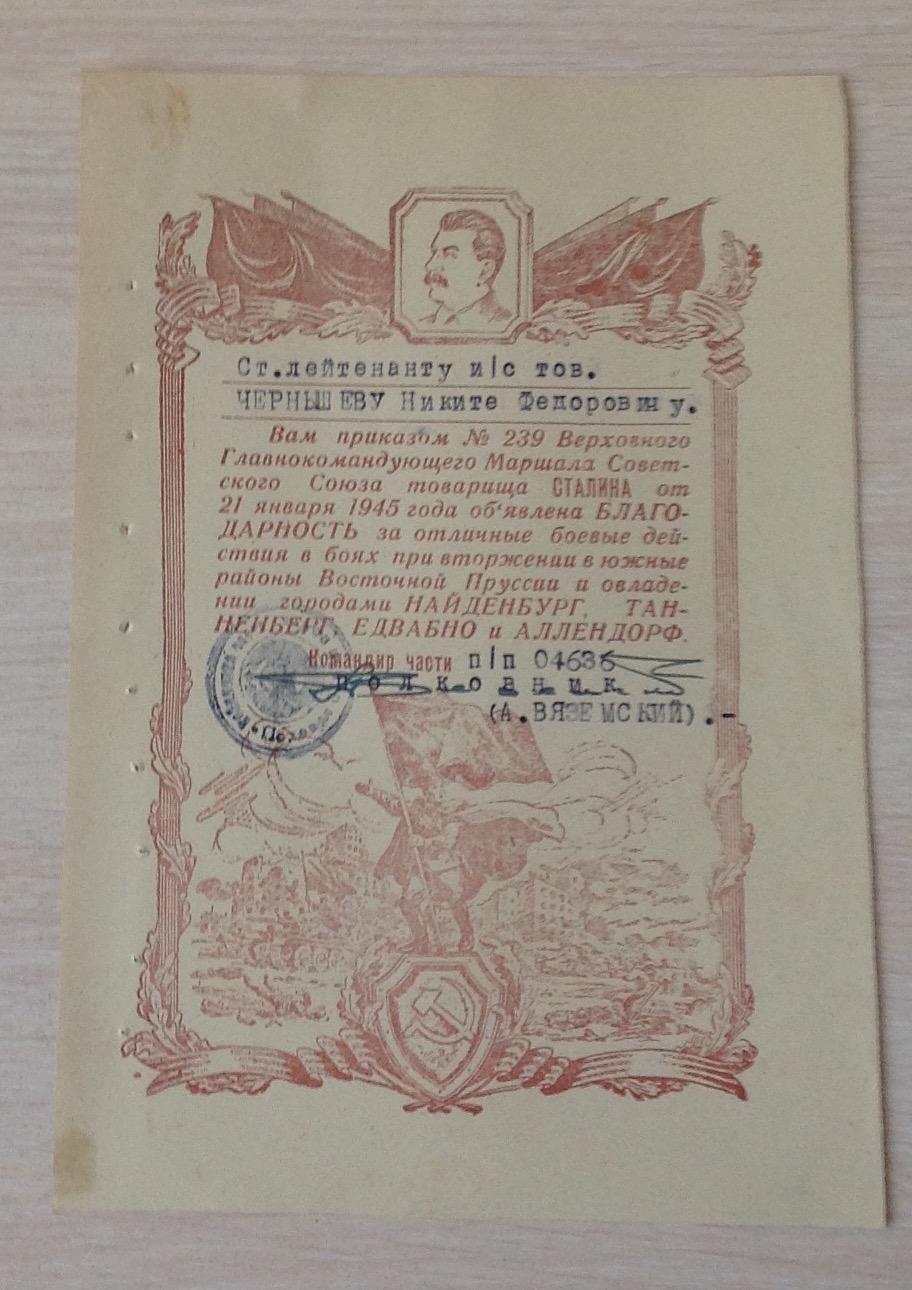 Ст.лейтенанту и/с тов.
ЧЕРНЫШЕВУ Никите Федоровичу.
Вам приказом № 239 Верховного
Главнокомандующего Маршала Совет-
ского Союза товарища СТАЛИНА от
21 января 1945 года об'явлена БЛАГО-
ДАРНОСТЬ за отличные боевые дей-
ствия в боях при вторжении в южные
районы Восточной Пруссии и овладе-
нии городами НАЙДЕНБУРГ, ТАН-
НЕНБЕРГ, ЕДВАБНО и АЛЛЕНДОРФ.
Командир части п/п 04636
полковник
(А.ВЯЗЕМСКИЙ).-